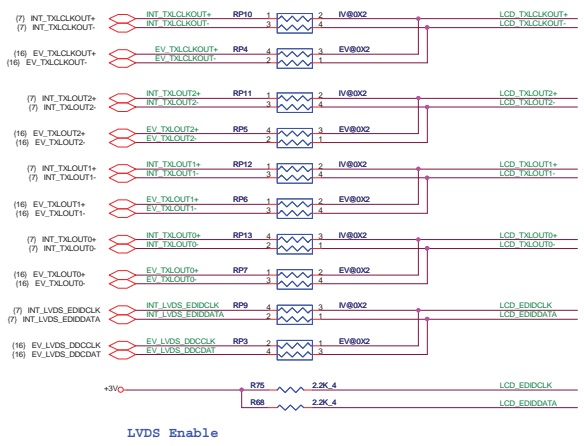 (7) INT_TXLCLKOUT+ INT_TXLCLKOUT+ RP10 1 2 IV@0X2 LCD_TXLCLKOUT+
(7) INT_TXLCLKOUT- INT_TXLCLKOUT- 3 4 LCD_TXLCLKOUT-
(16) EV_TXLCLKOUT+ EV_TXLCLKOUT+ RP4 4 3 EV@0X2
(16) EV_TXLCLKOUT- EV_TXLCLKOUT- 2 1
(7) INT_TXLOUT2+ INT_TXLOUT2+ RP11 1 2 IV@0X2 LCD_TXLOUT2+
(7) INT_TXLOUT2- INT_TXLOUT2- 3 4 LCD_TXLOUT2-
(16) EV_TXLOUT2+ EV_TXLOUT2+ RP5 4 3 EV@0X2
(16) EV_TXLOUT2- EV_TXLOUT2- 2 1
(7) INT_TXLOUT1+ INT_TXLOUT1+ RP12 1 2 IV@0X2 LCD_TXLOUT1+
(7) INT_TXLOUT1- INT_TXLOUT1- 3 4 LCD_TXLOUT1-
(16) EV_TXLOUT1+ EV_TXLOUT1+ RP6 1 2 EV@0X2
(16) EV_TXLOUT1- EV_TXLOUT1- 3 4
(7) INT_TXLOUT0+ INT_TXLOUT0+ RP13 4 3 IV@0X2 LCD_TXLOUT0+
(7) INT_TXLOUT0- INT_TXLOUT0- 2 1 LCD_TXLOUT0-
(16) EV_TXLOUT0+ EV_TXLOUT0+ RP7 1 2 EV@0X2
(16) EV_TXLOUT0- EV_TXLOUT0- 3 4
(7) INT_LVDS_EDIDCLK INT_LVDS_EDIDCLK RP9 4 3 IV@0X2 LCD_EDIDCLK
(7) INT_LVDS_EDIDDATA INT_LVDS_EDIDDATA 2 1 LCD_EDIDDATA
(16) EV_LVDS_DDCCLK EV_LVDS_DDCCLK RP3 2 1 EV@0X2
(16) EV_LVDS_DDCDAT EV_LVDS_DDCDAT 4 3
+3V R75 2.2K_4 LCD_EDIDCLK
R68 2.2K_4 LCD_EDIDDATA
LVDS Enable